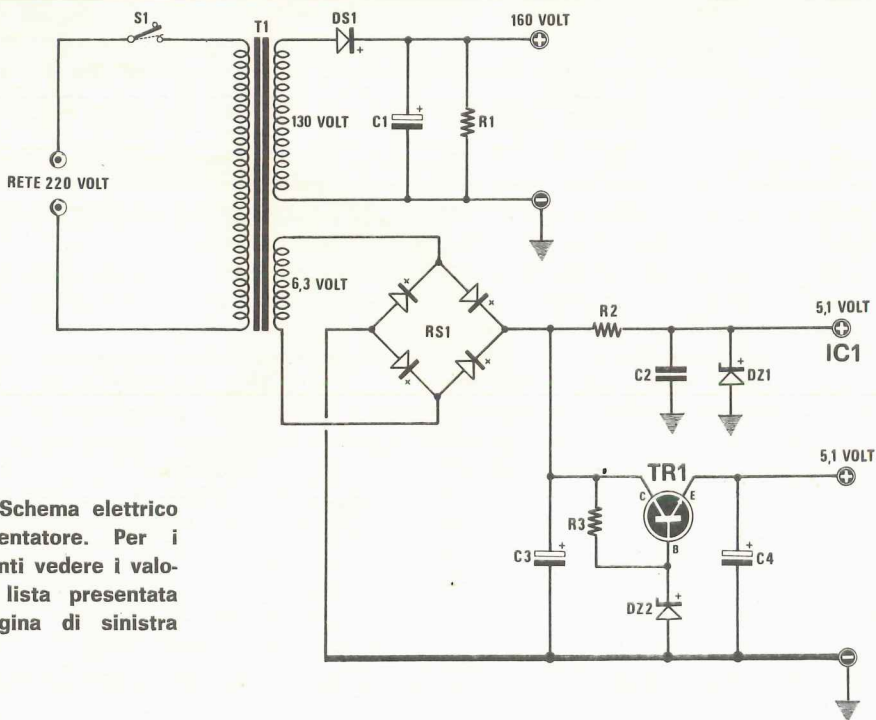 S1
T1
DS1
160 VOLT
+
+
130 VOLT
C1
+
R1
RETE 220 VOLT
-
6,3 VOLT
+
+
RS1
+
+
R2
5,1 VOLT
+
IC1
C2
+
DZ1
5,1 VOLT
+
TR1
C
E
B
R3
C3
+
+
C4
DZ2
+
-
Schema elettrico
entatore. Per i
nti vedere i valo-
lista presentata
gina di sinistra